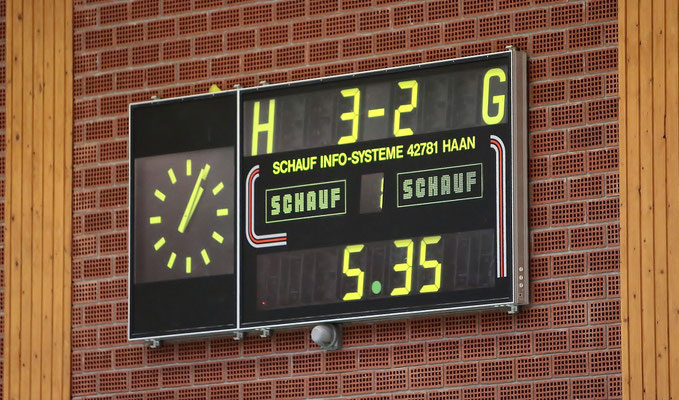 H 3-2 G
SCHAUF INFO-SYSTEME 42781 HAAN
SCHAUF 1 SCHAUF
5.35